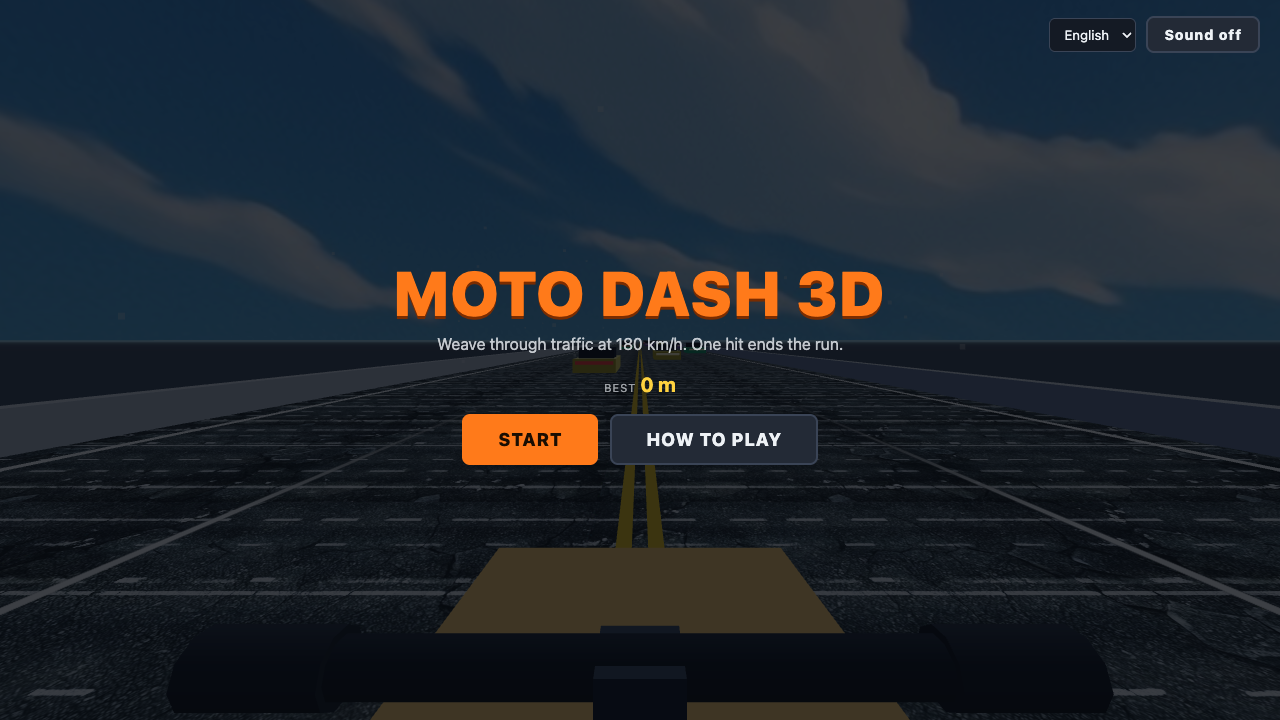 English
Sound off
MOTO DASH 3D
Weave through traffic at 180 km/h. One hit ends the run.
BEST 0 m
START
HOW TO PLAY